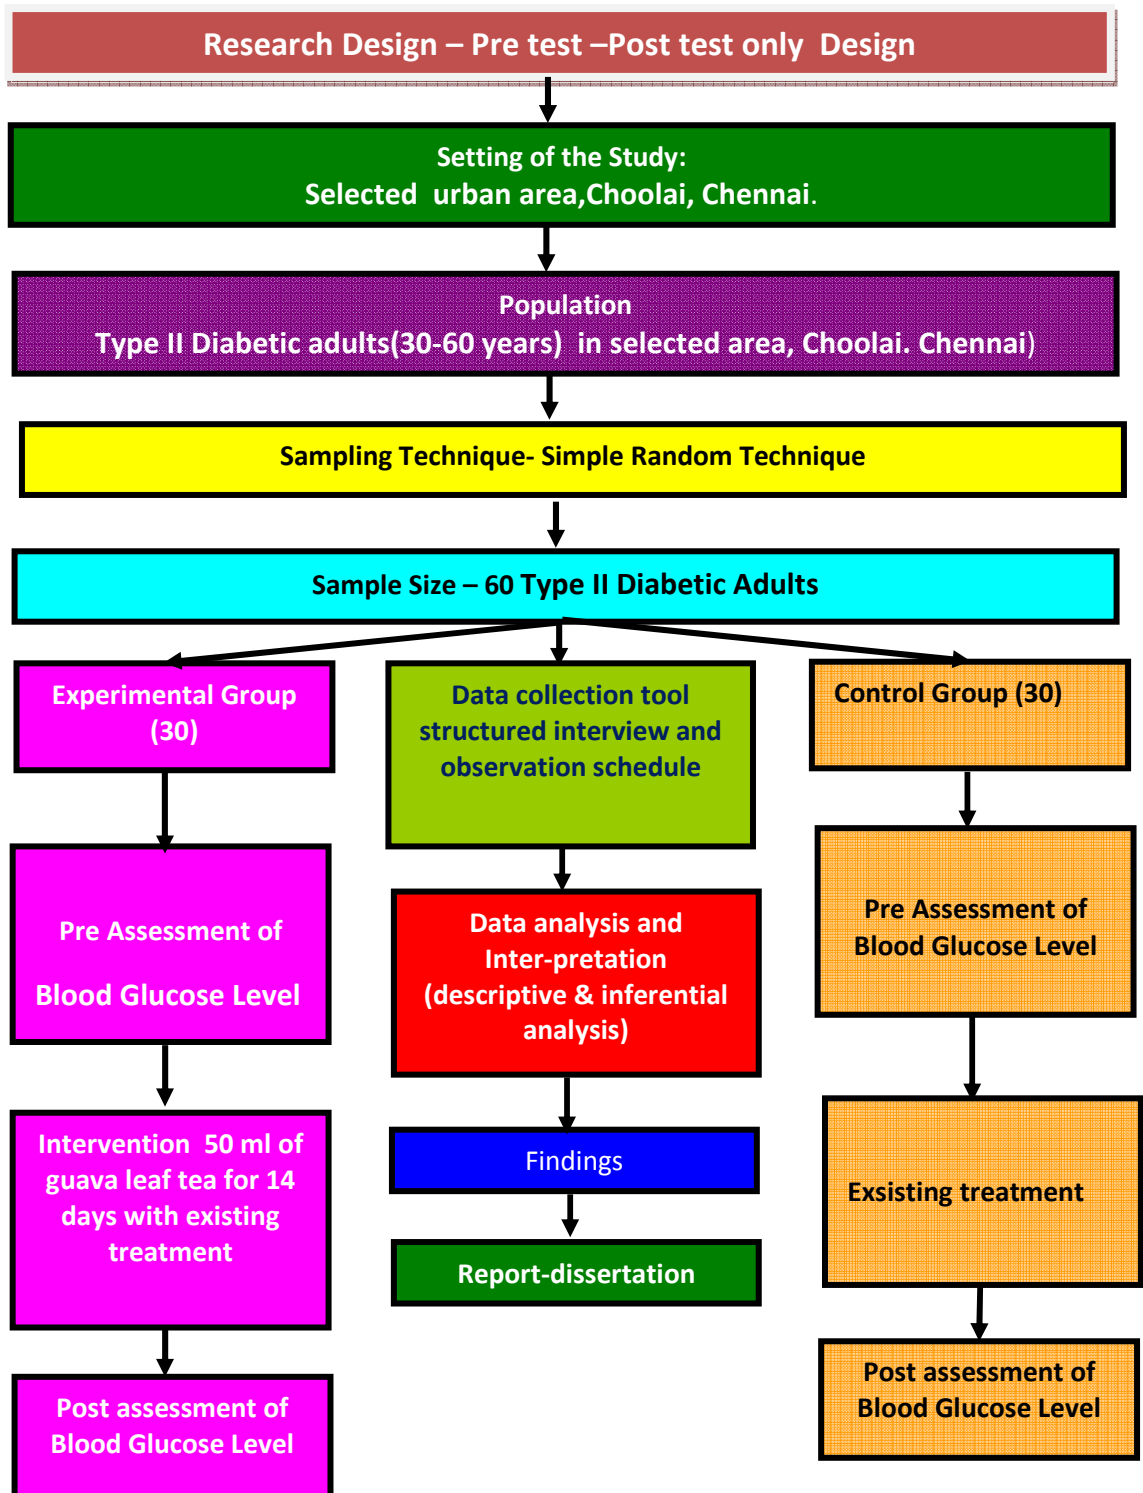 Research Design – Pre test –Post test only Design
Setting of the Study:
Selected urban area,Choolai, Chennai.
Population
Type II Diabetic adults(30-60 years) in selected area, Choolai. Chennai)
Sampling Technique- Simple Random Technique
Sample Size – 60 Type II Diabetic Adults
Experimental Group
(30)
Data collection tool
structured interview and
observation schedule
Control Group (30)
Pre Assessment of
Blood Glucose Level
Data analysis and
Inter-pretation
(descriptive & inferential
analysis)
Pre Assessment of
Blood Glucose Level
Intervention 50 ml of
guava leaf tea for 14
days with existing
treatment
Findings
Exsisting treatment
Report-dissertation
Post assessment of
Blood Glucose Level
Post assessment of
Blood Glucose Level